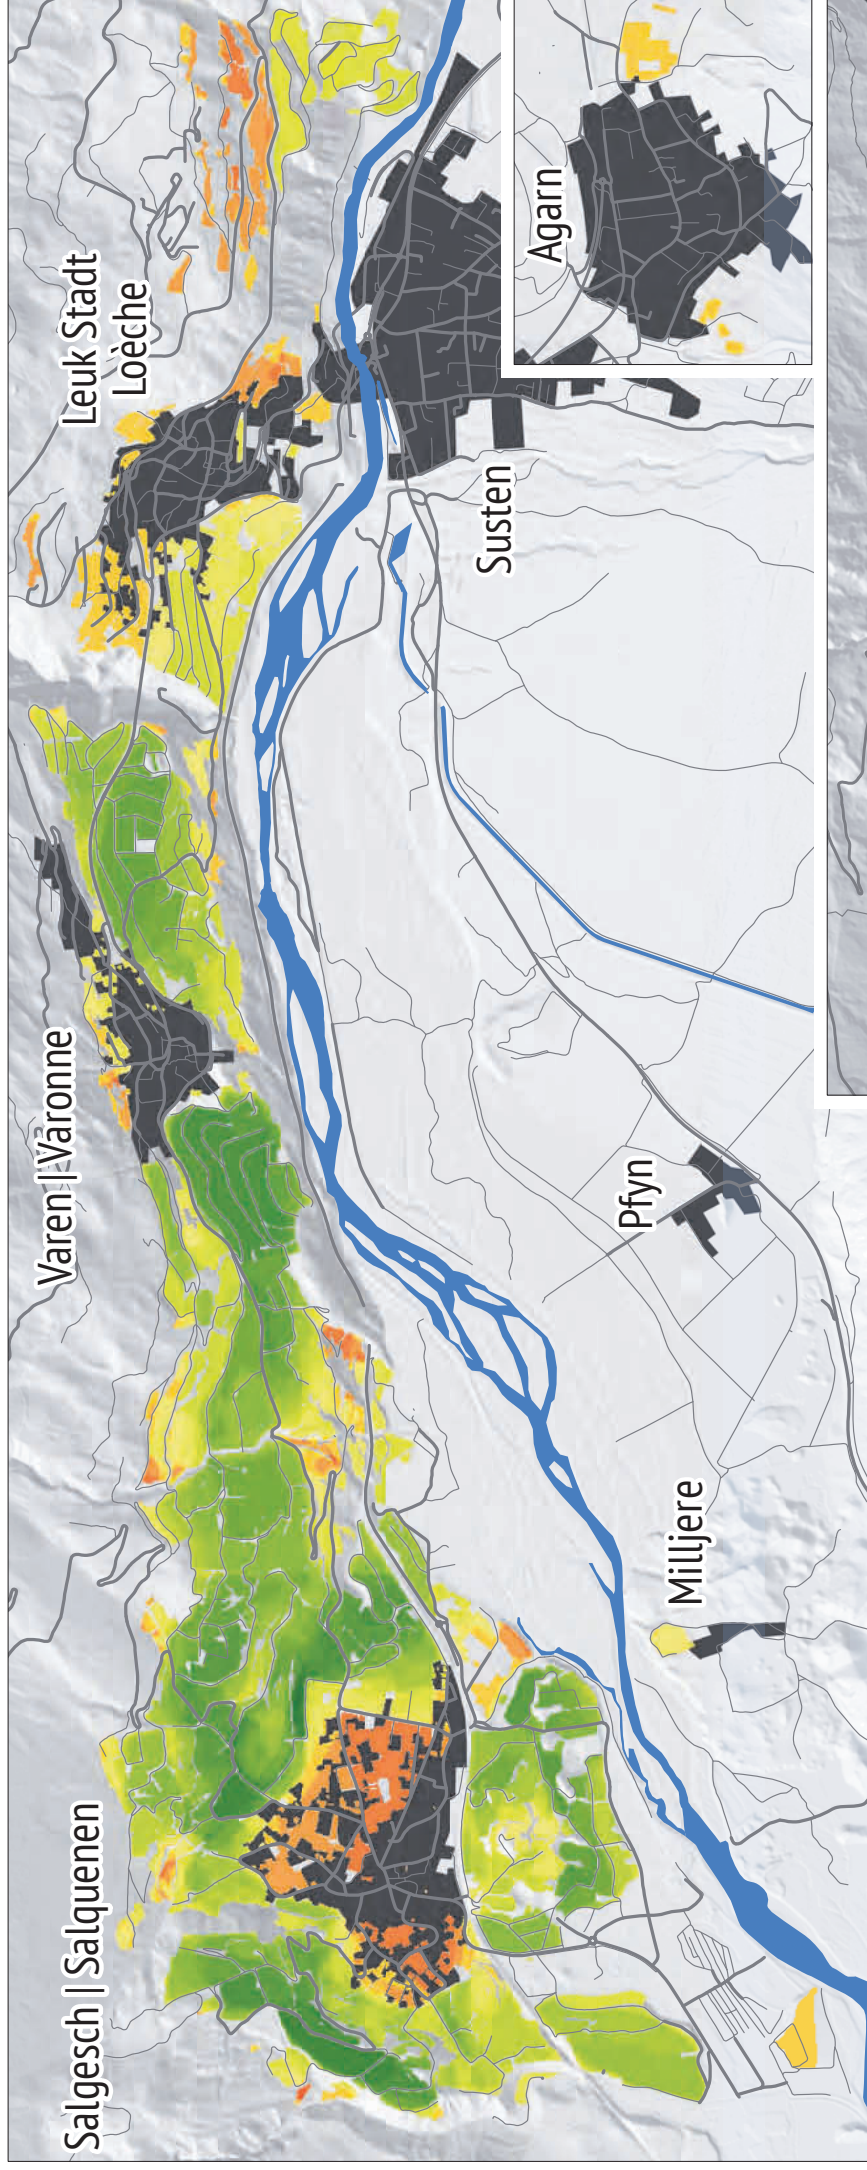 Salgesch | Salquenen
Varen | Varonne
Leuk Stadt
Loèche
Susten
Agarn
Pfyn
Milljere